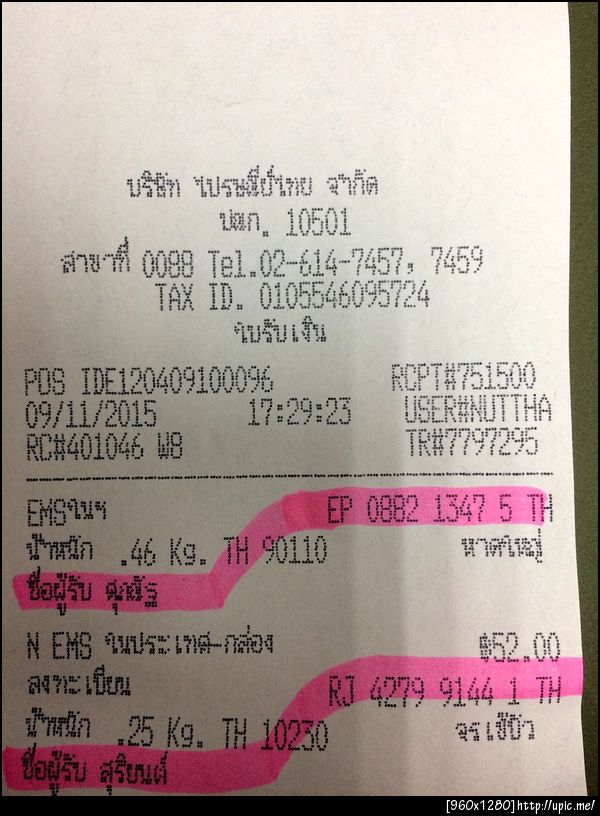 บริษัท ไปรษณีย์ไทย จำกัด
ปณก. 10501
สาขาที่ 0088 Tel.02-614-7457, 7459
TAX ID. 0105546095724
ใบรับเงิน
POS IDE120409100096 RCPT#751500
09/11/2015 17:29:23 USER#NUTTHA
RC#401046 W8 TR#7797295
EMSในฯ EP 0882 1347 5 TH
น้ำหนัก .46 Kg. TH 90110 หาดใหญ่
ชื่อผู้รับ ศุภณัฐ
N EMS ในประเทศ-กล่อง ฿52.00
ลงทะเบียน RJ 4279 9144 1 TH
น้ำหนัก .25 Kg. TH 10230 จรเข้บัว
ชื่อผู้รับ สุริยนต์
[960x1280]http://upic.me/